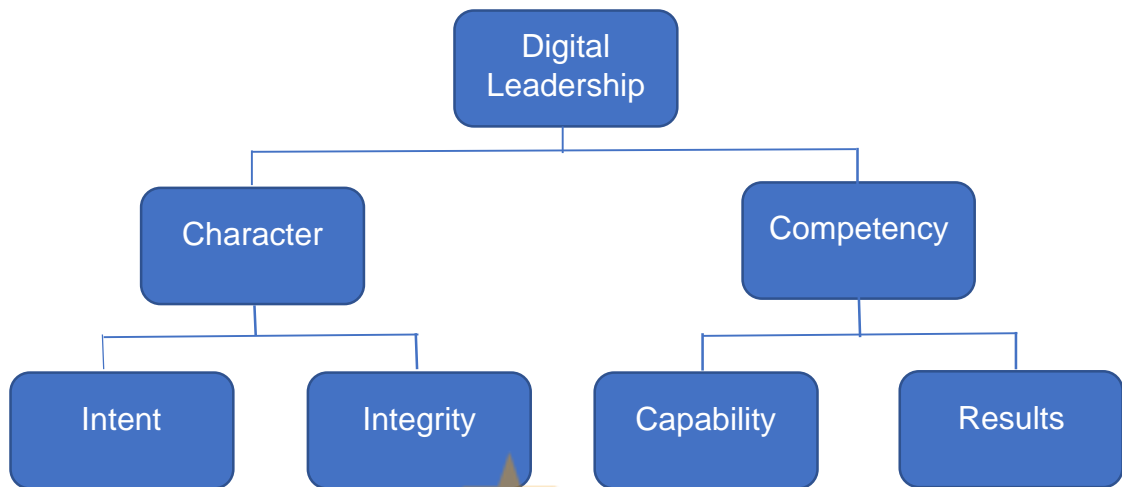 Digital
Leadership
Character
Competency
Intent
Integrity
Capability
Results